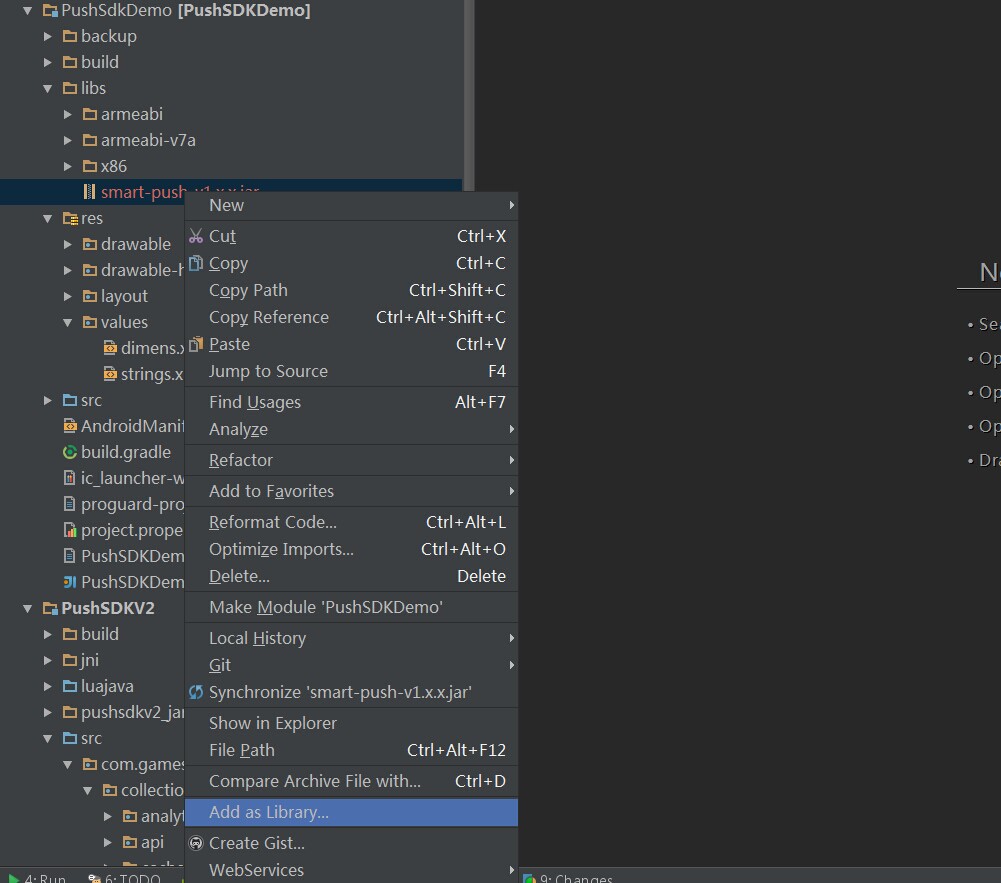 PushSdkDemo [PushSDKDemo]
backup
build
libs
armeabi
armeabi-v7a
x86
smart-push-v1.x.x.jar
res
drawable
drawable-h
layout
values
dimens.x
strings.x
src
AndroidManif
build.gradle
ic_launcher-w
proguard-pro
project.prope
PushSDKDem
PushSDKDem
PushSDKV2
build
jni
luajava
pushsdkv2_jar
src
com.games
collectio
analyt
api
New
Cut Ctrl+X
Copy Ctrl+C
Copy Path Ctrl+Shift+C
Copy Reference Ctrl+Alt+Shift+C
Paste Ctrl+V
Jump to Source F4
Find Usages Alt+F7
Analyze
Refactor
Add to Favorites
Reformat Code... Ctrl+Alt+L
Optimize Imports... Ctrl+Alt+O
Delete... Delete
Make Module 'PushSDKDemo'
Local History
Git
Synchronize 'smart-push-v1.x.x.jar'
Show in Explorer
File Path Ctrl+Alt+F12
Compare Archive File with... Ctrl+D
Add as Library...
Create Gist...
WebServices
N
• Sea
• Op
• Op
• Op
• Dra
4: Run 6: TODO 9: Changes